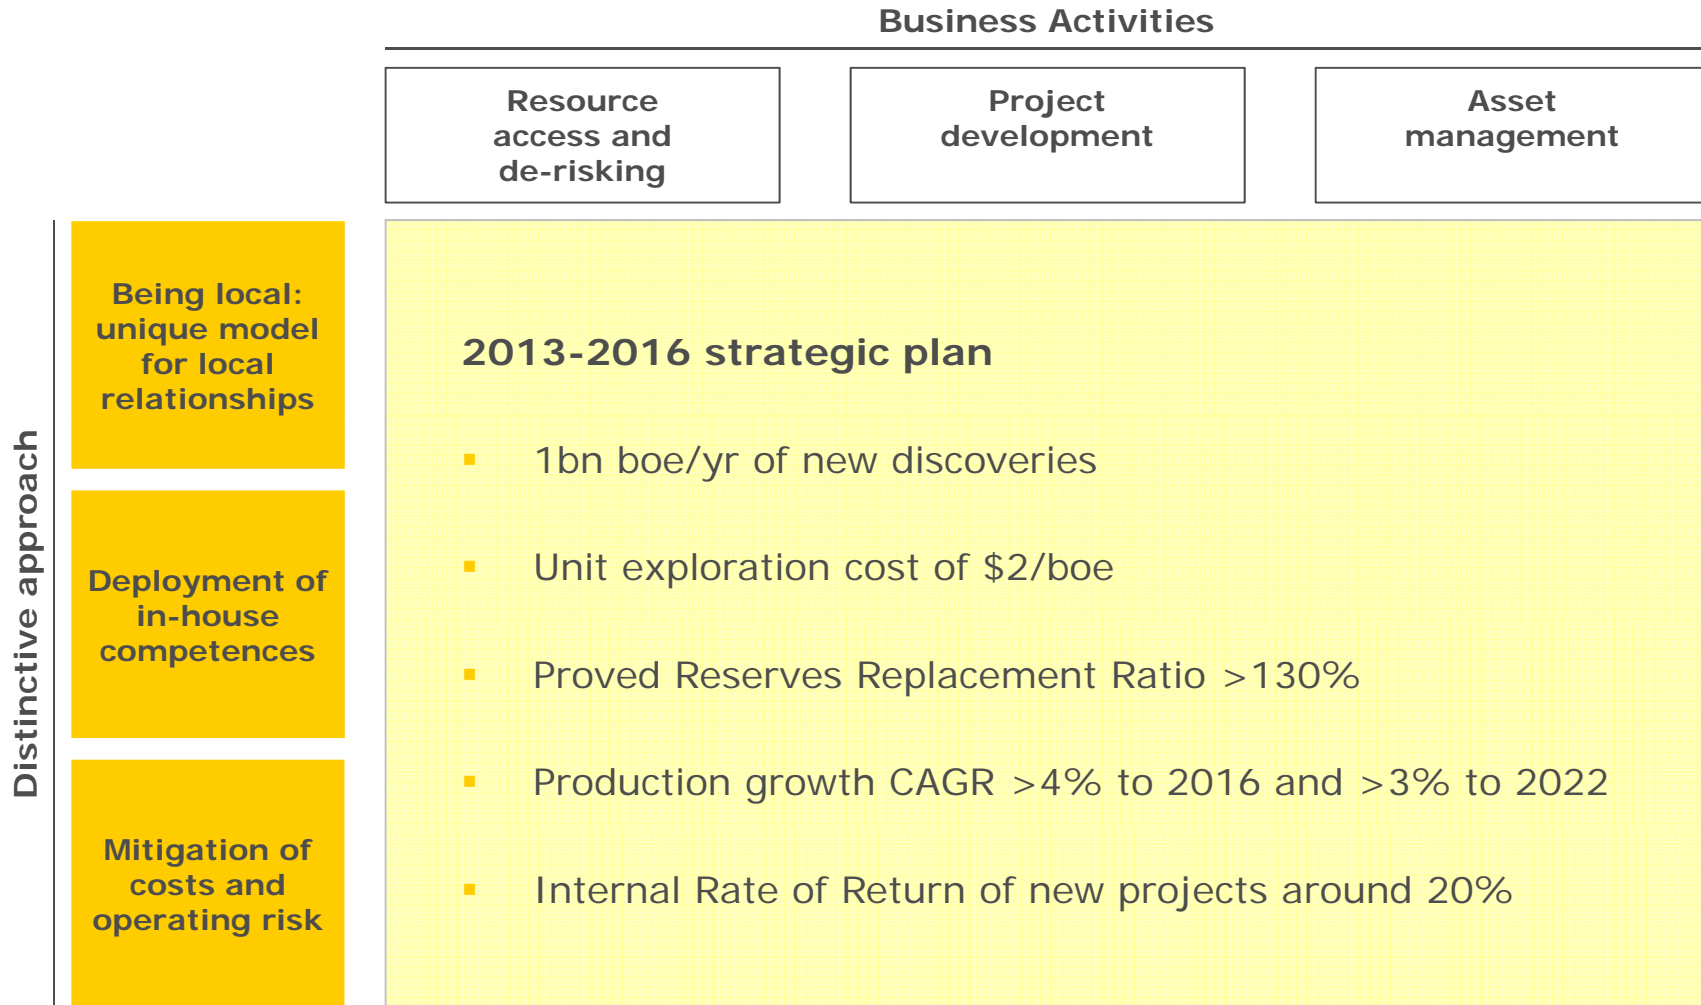 Business Activities
Resource
access and
de-risking
Project
development
Asset
management
Distinctive approach
Being local:
unique model
for local
relationships
Deployment of
in-house
competences
Mitigation of
costs and
operating risk
2013-2016 strategic plan
▪ 1bn boe/yr of new discoveries
▪ Unit exploration cost of $2/boe
▪ Proved Reserves Replacement Ratio >130%
▪ Production growth CAGR >4% to 2016 and >3% to 2022
▪ Internal Rate of Return of new projects around 20%